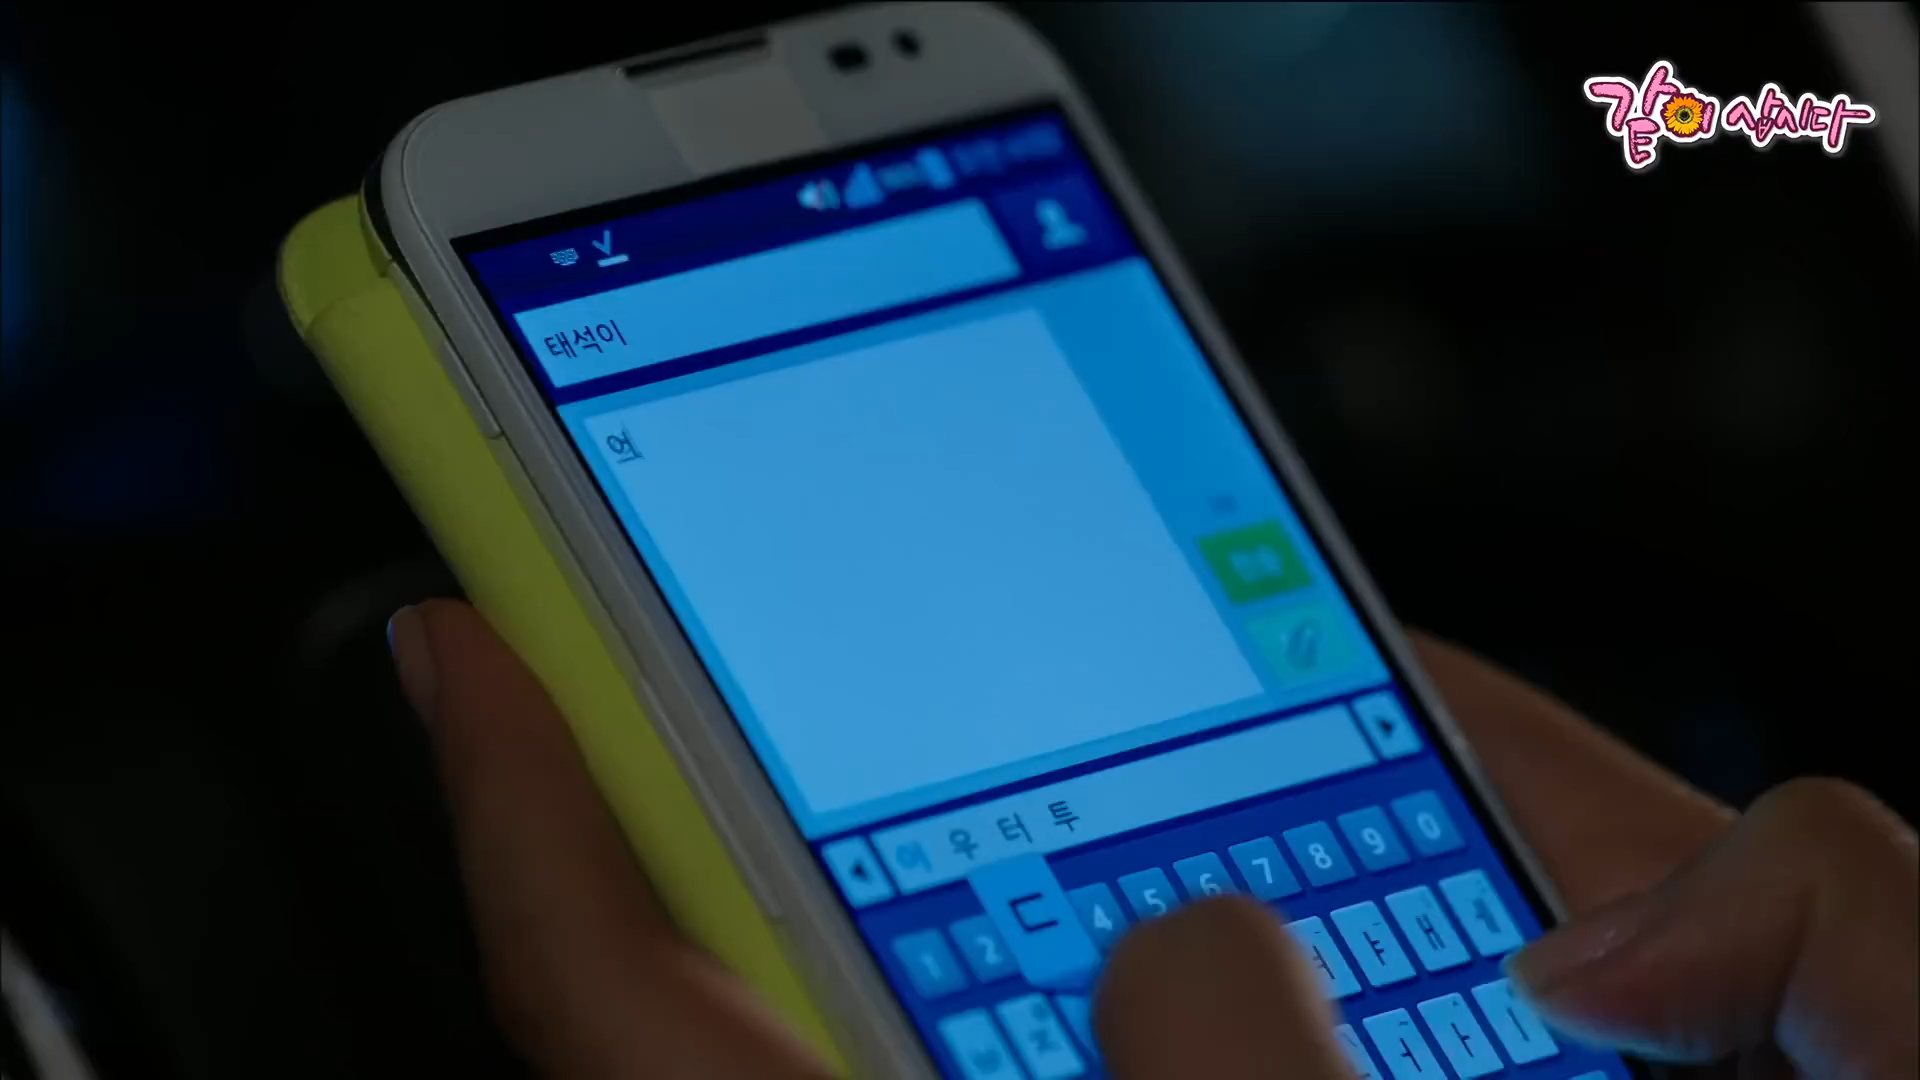 같이 삽시다
태석이
어
어 우 터 투
ㄷ
1 2 4 5 6 7 8 9 0
ㅕ ㅑ ㅐ ㅔ
ㅂ ㅈ
ㅓ ㅏ ㅣ